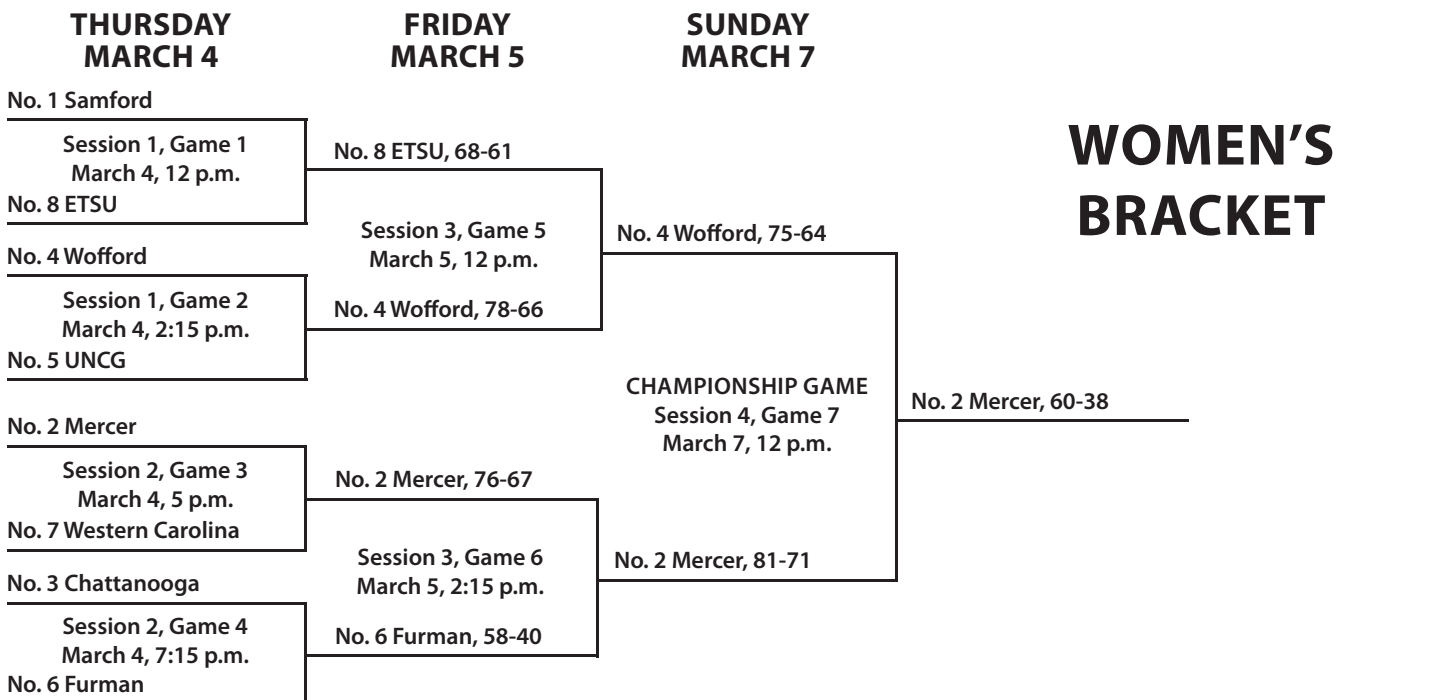 THURSDAY
MARCH 4
FRIDAY
MARCH 5
SUNDAY
MARCH 7
WOMEN'S
BRACKET
No. 1 Samford
Session 1, Game 1
March 4, 12 p.m.
No. 8 ETSU
No. 4 Wofford
Session 1, Game 2
March 4, 2:15 p.m.
No. 5 UNCG
No. 2 Mercer
Session 2, Game 3
March 4, 5 p.m.
No. 7 Western Carolina
No. 3 Chattanooga
Session 2, Game 4
March 4, 7:15 p.m.
No. 6 Furman
No. 8 ETSU, 68-61
Session 3, Game 5
March 5, 12 p.m.
No. 4 Wofford, 78-66
No. 2 Mercer, 76-67
Session 3, Game 6
March 5, 2:15 p.m.
No. 6 Furman, 58-40
No. 4 Wofford, 75-64
CHAMPIONSHIP GAME
Session 4, Game 7
March 7, 12 p.m.
No. 2 Mercer, 81-71
No. 2 Mercer, 60-38